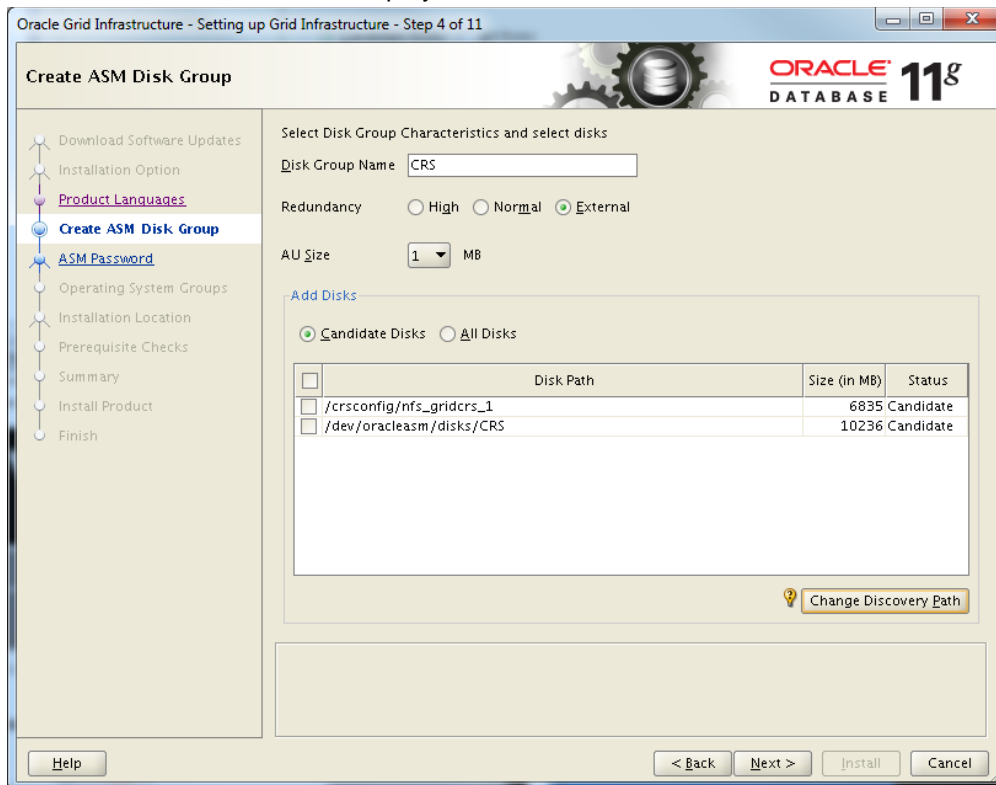 Oracle Grid Infrastructure - Setting up Grid Infrastructure - Step 4 of 11
Create ASM Disk Group
ORACLE 11g
DATABASE
Download Software Updates
Installation Option
Product Languages
Create ASM Disk Group
ASM Password
Operating System Groups
Installation Location
Prerequisite Checks
Summary
Install Product
Finish
Select Disk Group Characteristics and select disks
Disk Group Name CRS
Redundancy High Normal External
AU Size 1 MB
Add Disks
Candidate Disks All Disks
Disk Path Size (in MB) Status
/crsconfig/nfs_gridcrs_1 6835 Candidate
/dev/oracleasm/disks/CRS 10236 Candidate
Change Discovery Path
Help < Back Next > Install Cancel